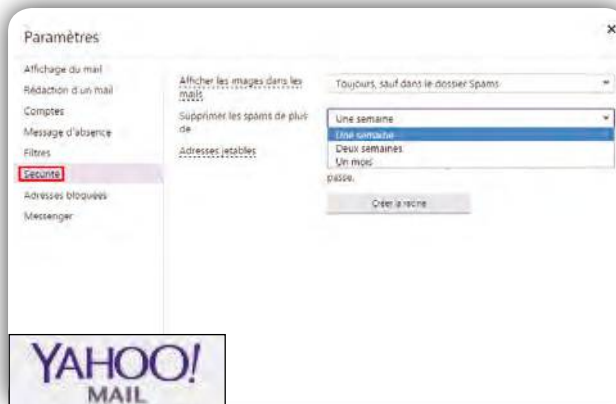 Paramètres
×
Affichage du mail
Rédaction d'un mail
Comptes
Message d'absence
Filtres
Sécurité
Adresses bloquées
Messenger
Afficher les images dans les
mails
Toujours, sauf dans le dossier Spams
Supprimer les spams de plus
de
Une semaine
Une semaine
Deux semaines
Un mois
Adresses jetables
passe.
Créer la racine
YAHOO!
MAIL